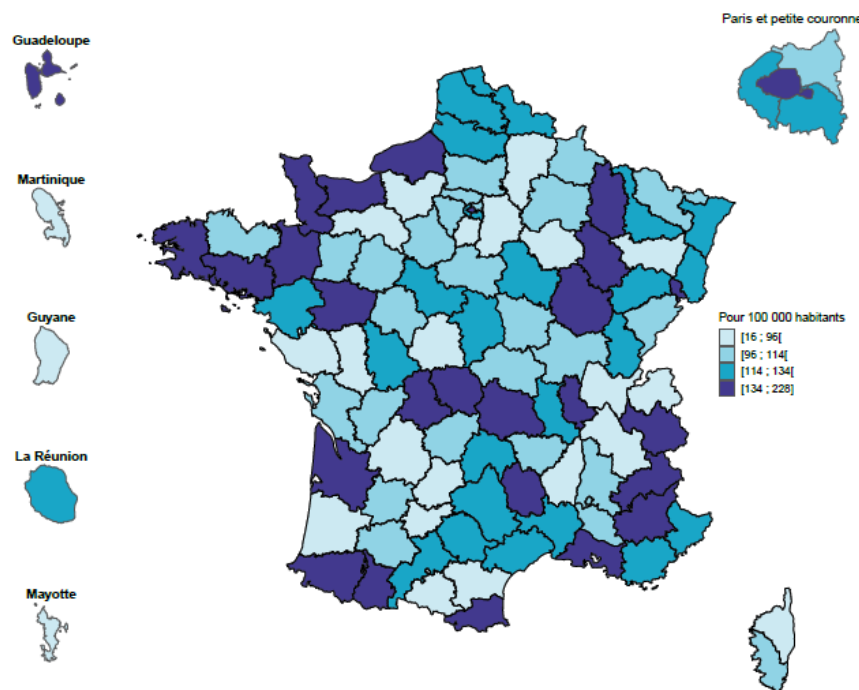 Guadeloupe
Paris et petite couronne
Martinique
Guyane
Pour 100 000 habitants
[16 ; 96[
[96 ; 114[
[114 ; 134[
[134 ; 228]
La Réunion
Mayotte